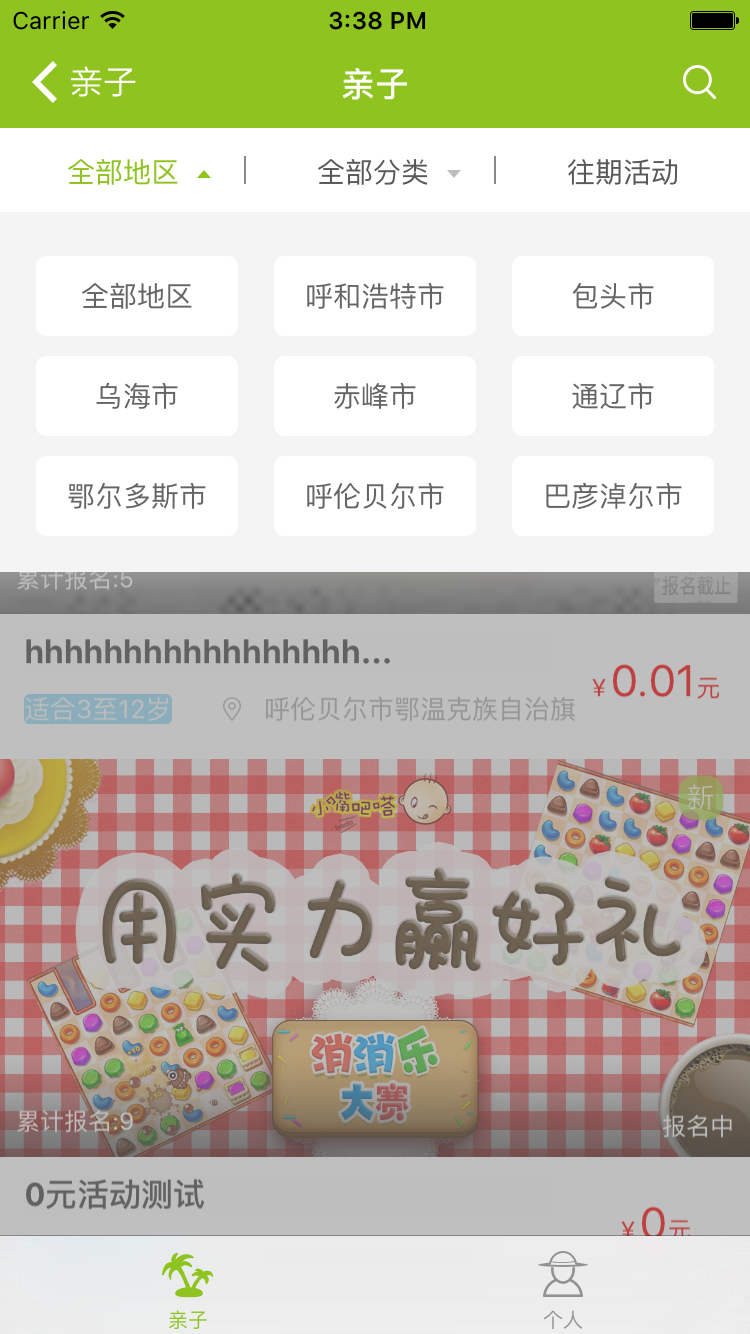 Carrier 3:38 PM
亲子 亲子
全部地区 全部分类 往期活动
全部地区 呼和浩特市 包头市
乌海市 赤峰市 通辽市
鄂尔多斯市 呼伦贝尔市 巴彦淖尔市
累计报名:5 报名截止
hhhhhhhhhhhhhhhhh...
¥0.01元
适合3至12岁 呼伦贝尔市鄂温克族自治旗
小嘴吧嗒
新
用实力赢好礼
消消乐
大赛
累计报名:9 报名中
0元活动测试
¥0元
亲子 个人